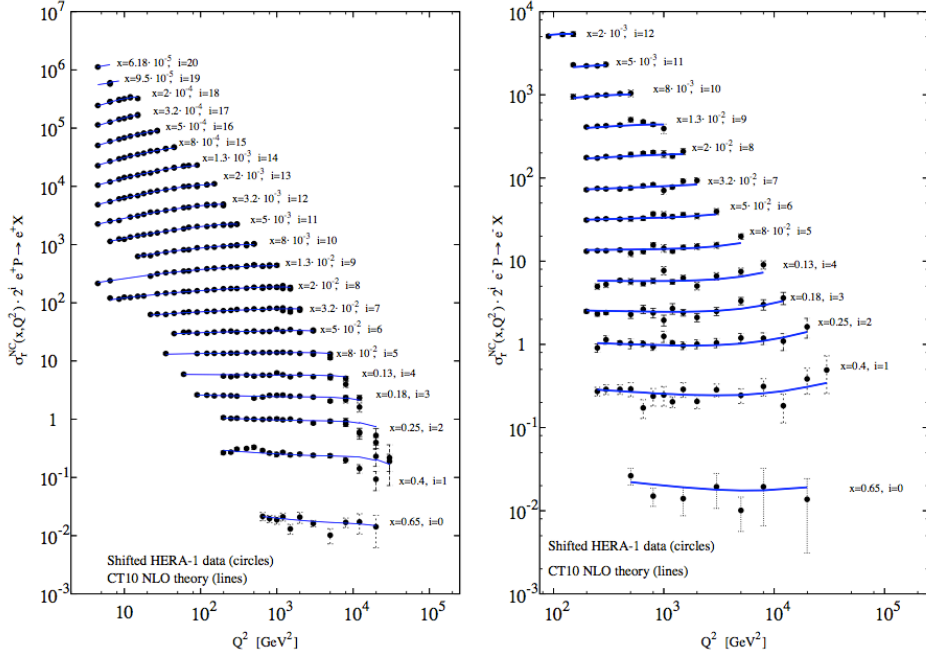 10^7
10^6
10^5
10^4
10^3
10^2
10
1
10^-1
10^-2
10^-3
σ_r^NC(x,Q^2) · 2^i e^+P → e^+X
x=6.18· 10^-5, i=20
x=9.5· 10^-5, i=19
x=2· 10^-4, i=18
x=3.2· 10^-4, i=17
x=5· 10^-4, i=16
x=8· 10^-4, i=15
x=1.3· 10^-3, i=14
x=2· 10^-3, i=13
x=3.2· 10^-3, i=12
x=5· 10^-3, i=11
x=8· 10^-3, i=10
x=1.3· 10^-2, i=9
x=2· 10^-2, i=8
x=3.2· 10^-2, i=7
x=5· 10^-2, i=6
x=8· 10^-2, i=5
x=0.13, i=4
x=0.18, i=3
x=0.25, i=2
x=0.4, i=1
x=0.65, i=0
Shifted HERA-1 data (circles)
CT10 NLO theory (lines)
10 10^2 10^3 10^4 10^5
Q^2 [GeV^2]
10^4
10^3
10^2
10
1
10^-1
10^-2
10^-3
σ_r^NC(x,Q^2) · 2^i e^-P → e^-X
x=2· 10^-3, i=12
x=5· 10^-3, i=11
x=8· 10^-3, i=10
x=1.3· 10^-2, i=9
x=2· 10^-2, i=8
x=3.2· 10^-2, i=7
x=5· 10^-2, i=6
x=8· 10^-2, i=5
x=0.13, i=4
x=0.18, i=3
x=0.25, i=2
x=0.4, i=1
x=0.65, i=0
Shifted HERA-1 data (circles)
CT10 NLO theory (lines)
10^2 10^3 10^4 10^5
Q^2 [GeV^2]